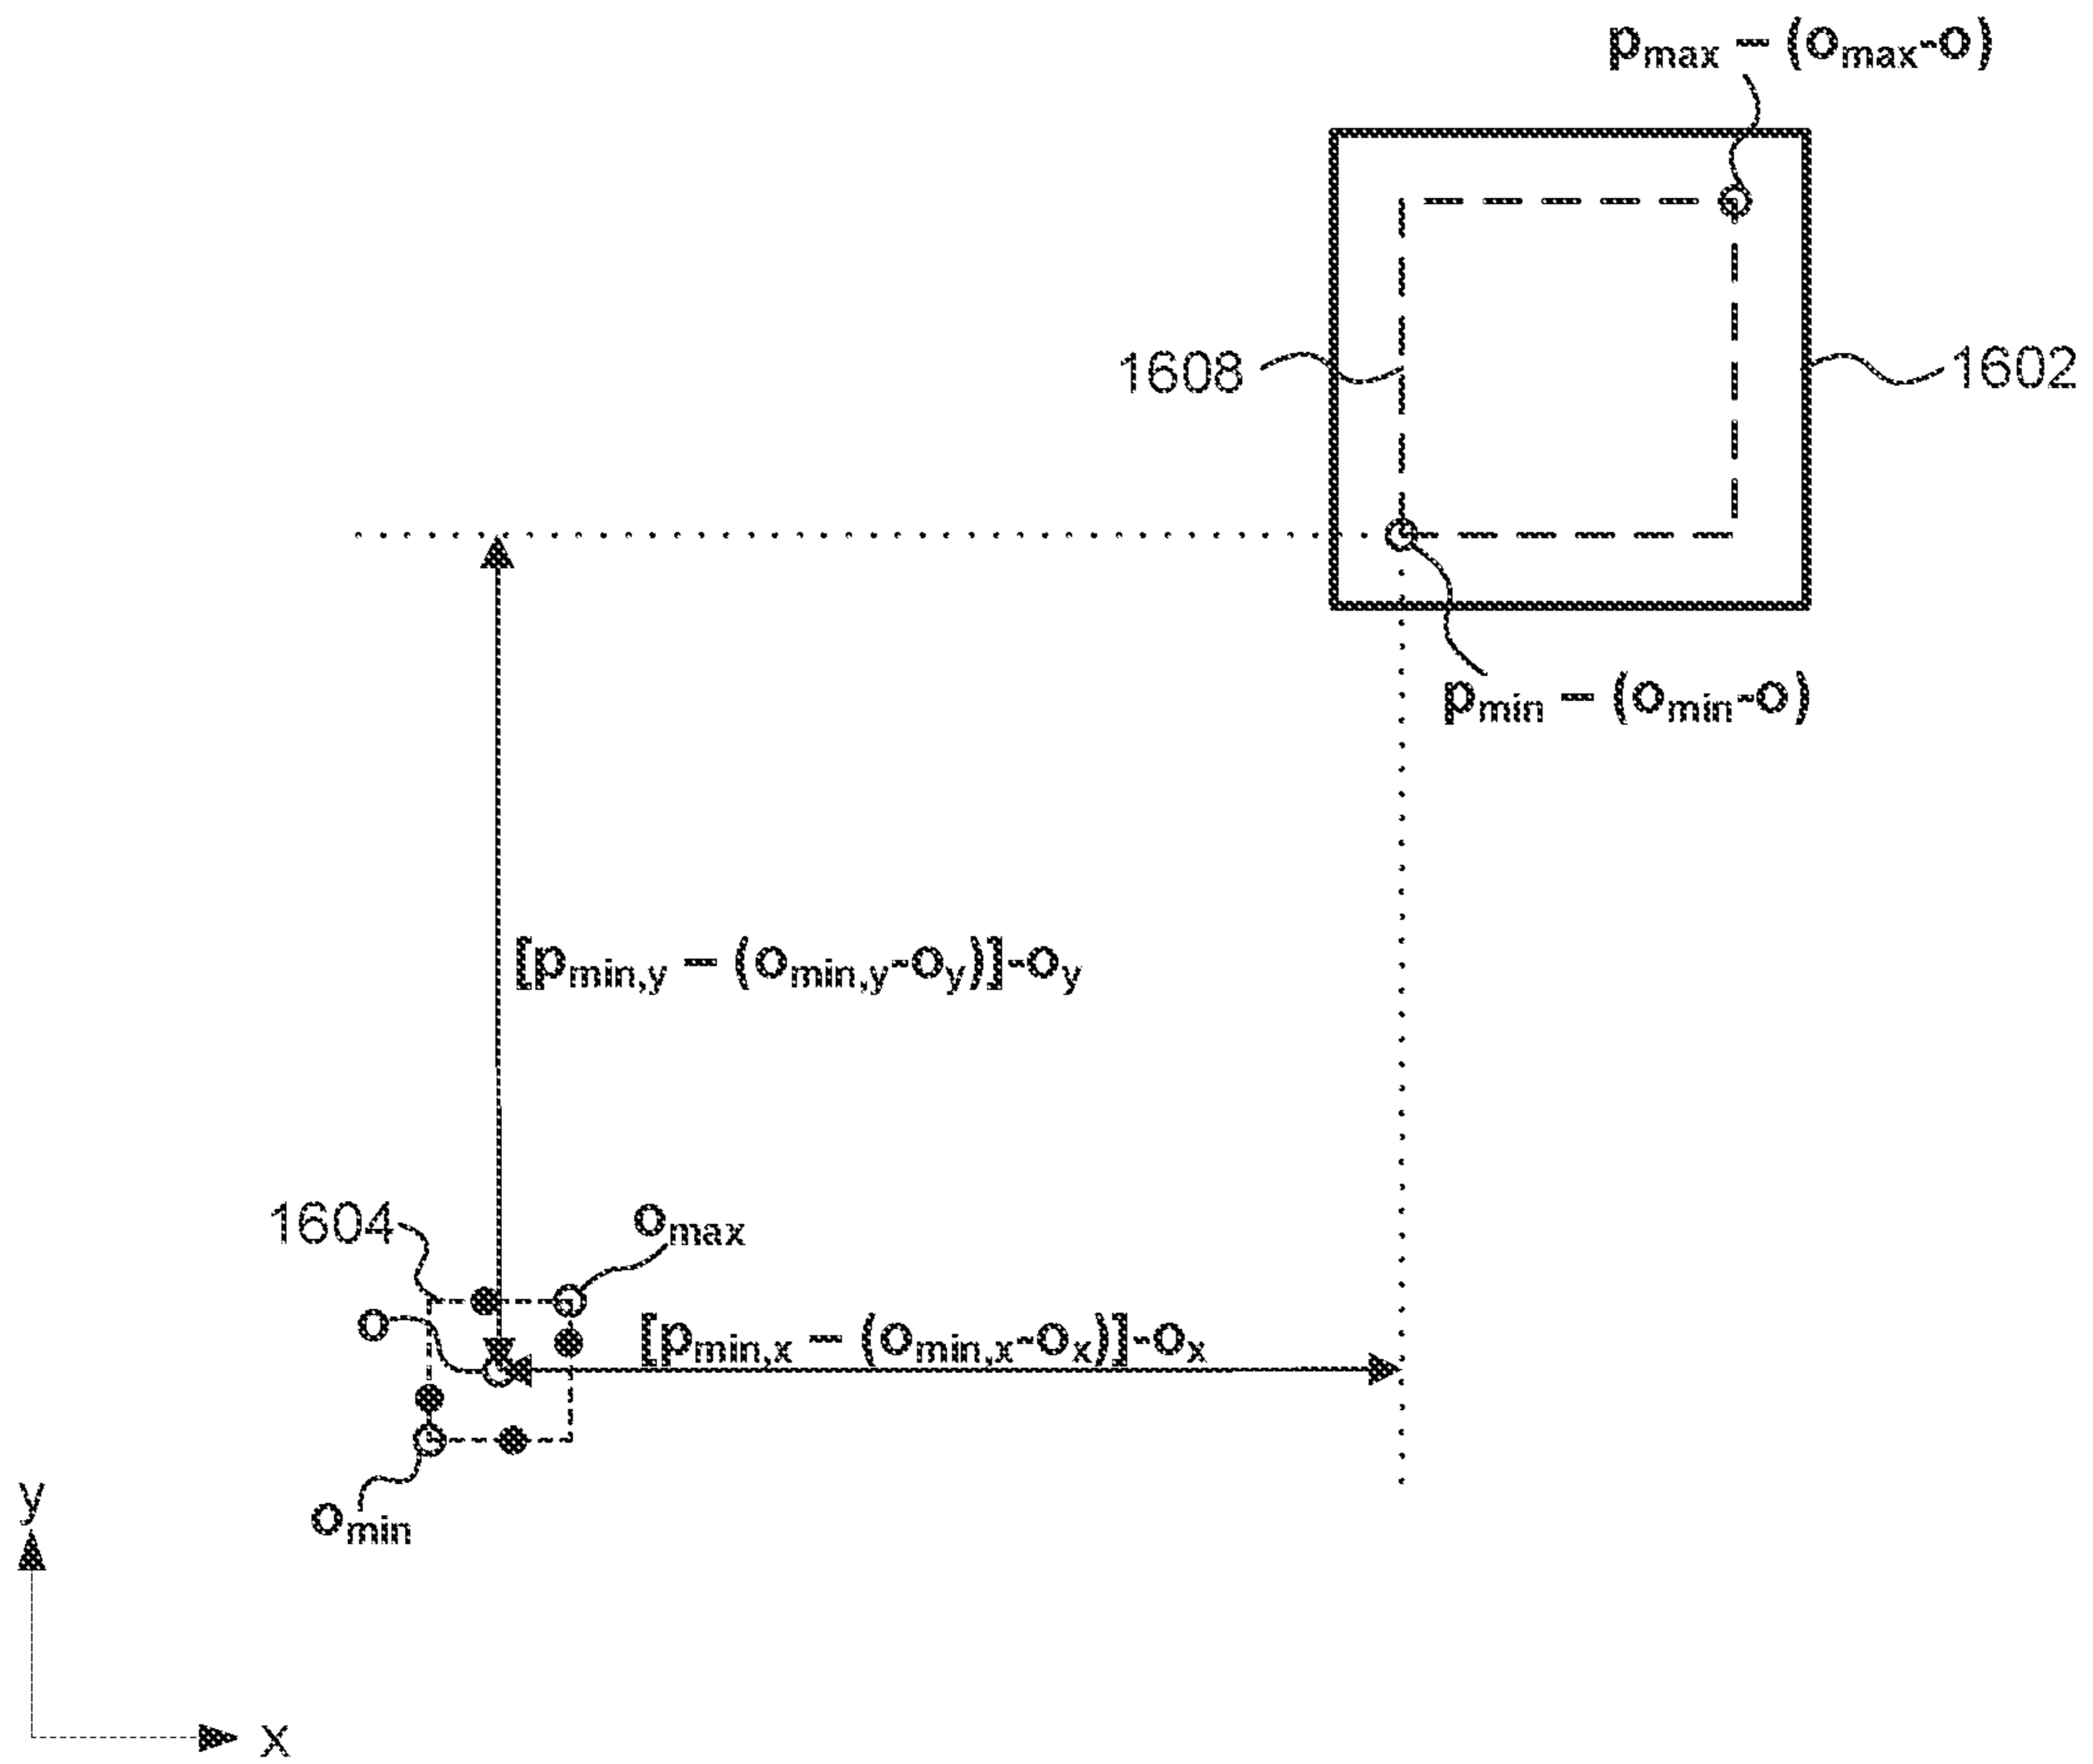 pmax – (omax-o)
1608
1602
pmin – (omin-o)
[pmin,y – (omin,y-oy)]-oy
1604
omax
o
[pmin,x – (omin,x-ox)]-ox
omin
y
x